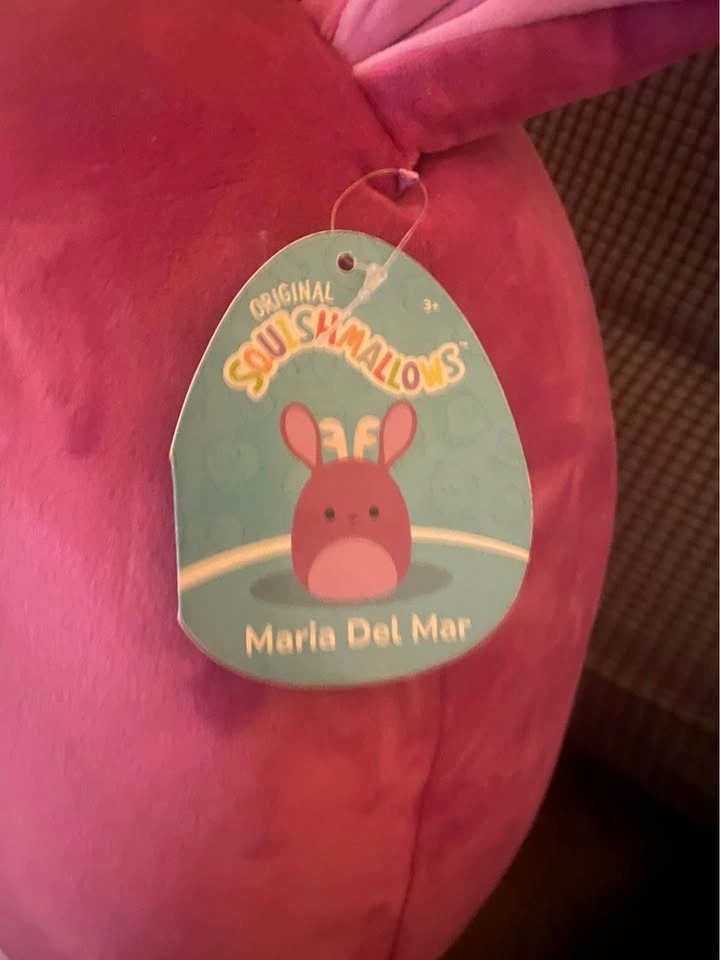 ORIGINAL
SQUISHMALLOWS™
3+
Maria Del Mar